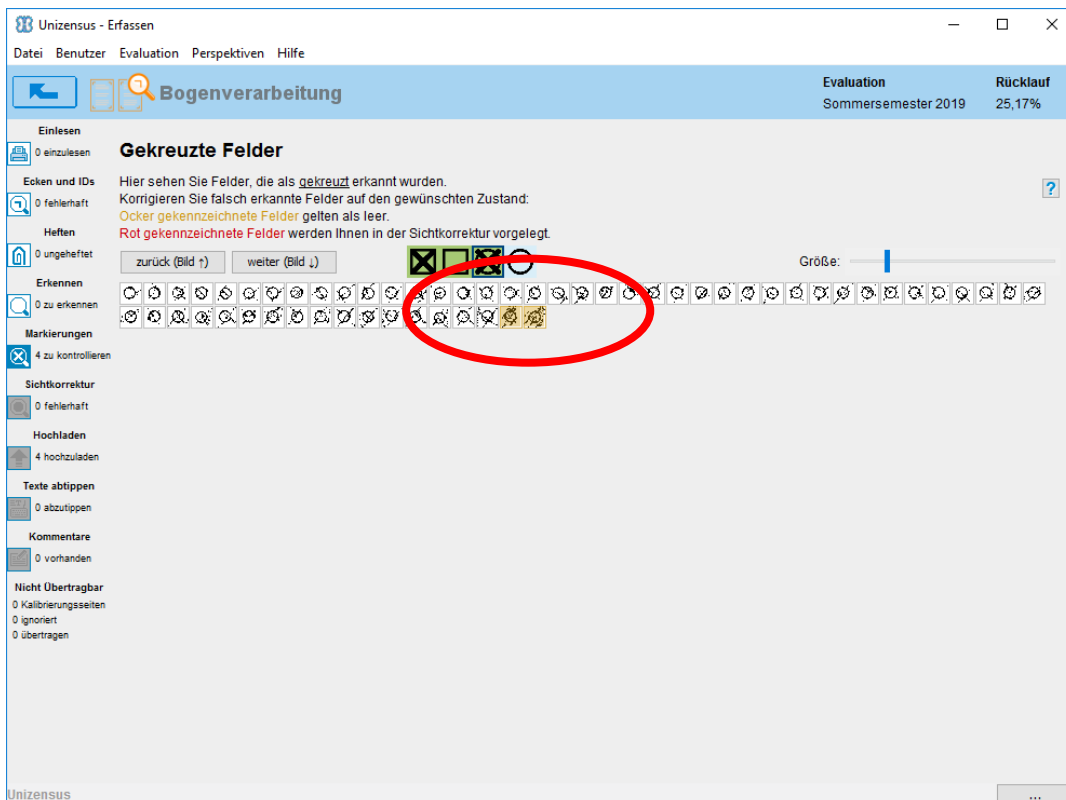 Unizensus - Erfassen
Datei Benutzer Evaluation Perspektiven Hilfe
Bogenverarbeitung
Evaluation
Sommersemester 2019
Rücklauf
25,17%
Einlesen
0 einzulesen
Ecken und IDs
0 fehlerhaft
Heften
0 ungeheftet
Erkennen
0 zu erkennen
Markierungen
4 zu kontrollieren
Sichtkorrektur
0 fehlerhaft
Hochladen
4 hochzuladen
Texte abtippen
0 abzutippen
Kommentare
0 vorhanden
Nicht Übertragbar
0 Kalibrierungsseiten
0 ignoriert
0 übertragen
Gekreuzte Felder
Hier sehen Sie Felder, die als gekreuzt erkannt wurden.
Korrigieren Sie falsch erkannte Felder auf den gewünschten Zustand:
Ocker gekennzeichnete Felder gelten als leer.
Rot gekennzeichnete Felder werden Ihnen in der Sichtkorrektur vorgelegt.
?
zurück (Bild ↑) weiter (Bild ↓)
Größe:
Unizensus
...